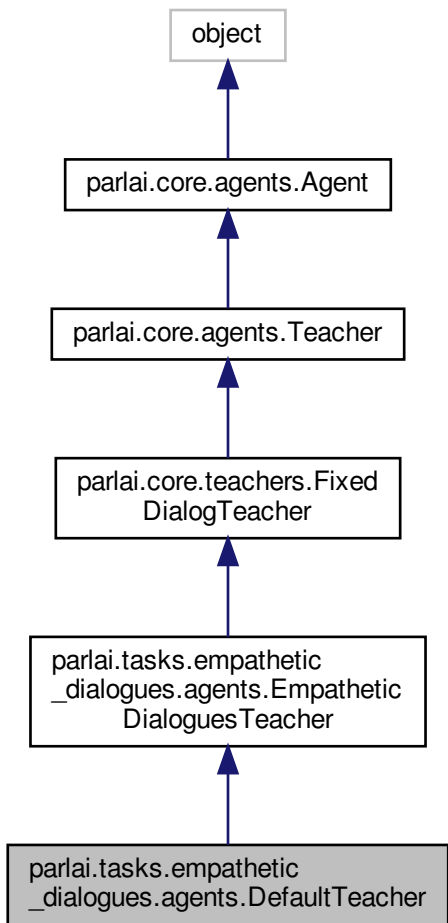 object
parlai.core.agents.Agent
parlai.core.agents.Teacher
parlai.core.teachers.Fixed
DialogTeacher
parlai.tasks.empathetic
_dialogues.agents.Empathetic
DialoguesTeacher
parlai.tasks.empathetic
_dialogues.agents.DefaultTeacher